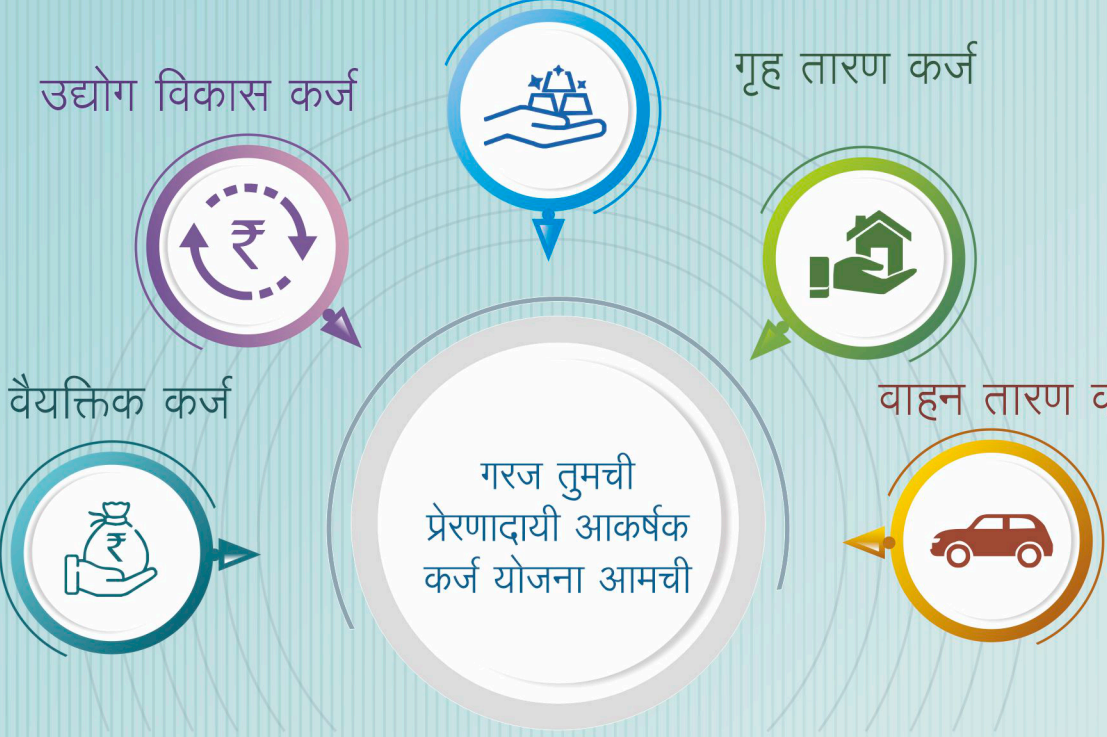 उद्योग विकास कर्ज
गृह तारण कर्ज
₹
वैयक्तिक कर्ज
वाहन तारण
₹
गरज तुमची
प्रेरणादायी आकर्षक
कर्ज योजना आमची